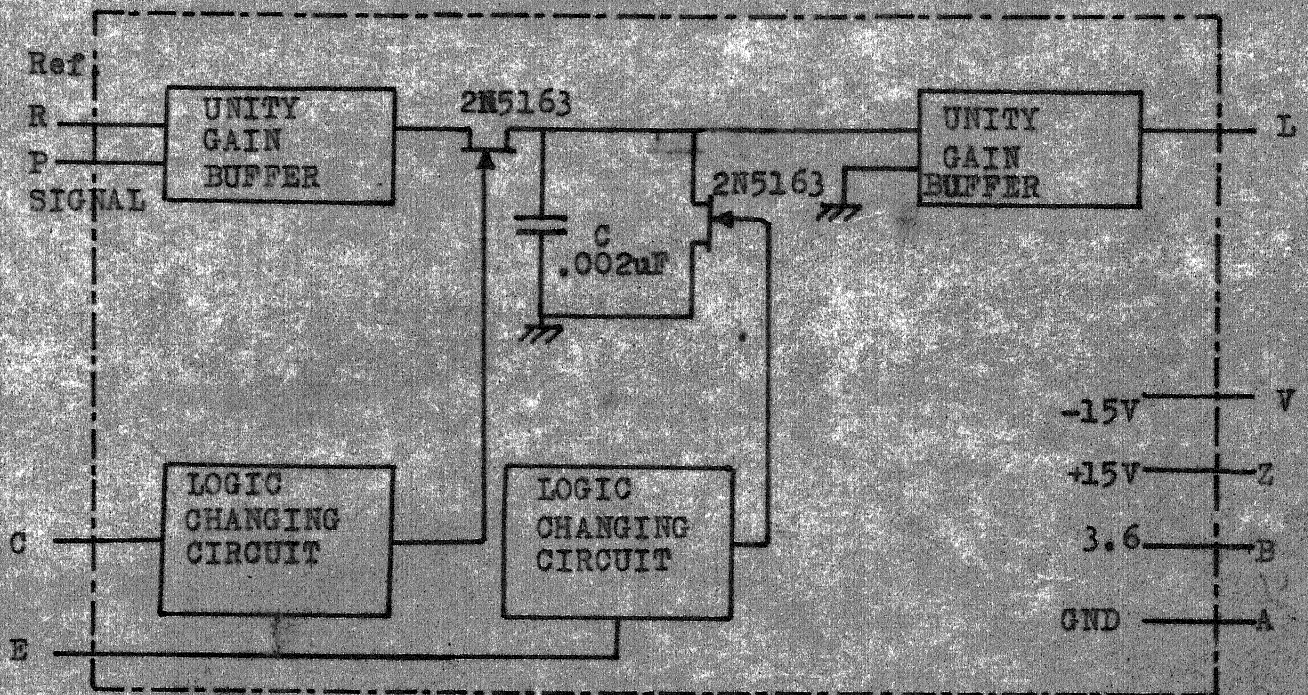 Ref
R
P
SIGNAL
UNITY
GAIN
BUFFER
2N5163
2N5163
C
.002uF
UNITY
GAIN
BUFFER
L
-15V
V
+15V
Z
3.6
B
GND
A
C
LOGIC
CHANGING
CIRCUIT
LOGIC
CHANGING
CIRCUIT
E